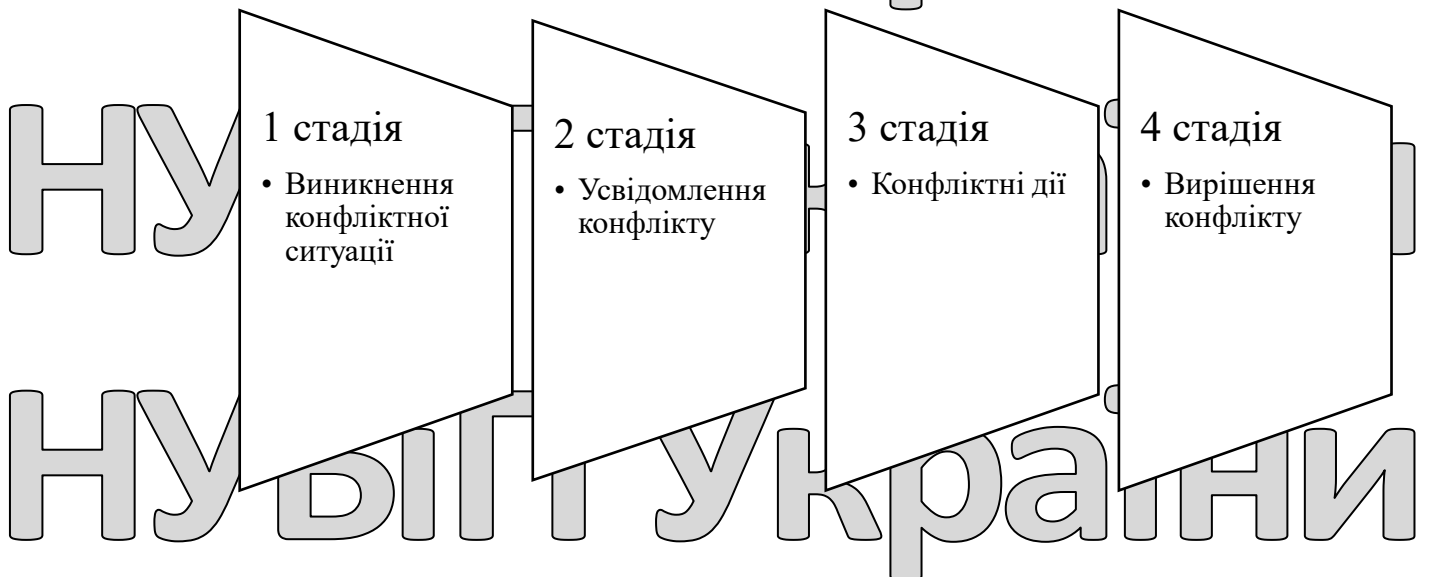 1 стадія
• Виникнення
конфліктної
ситуації
2 стадія
• Усвідомлення
конфлікту
3 стадія
• Конфліктні дії
4 стадія
• Вирішення
конфлікту
НУБІП України